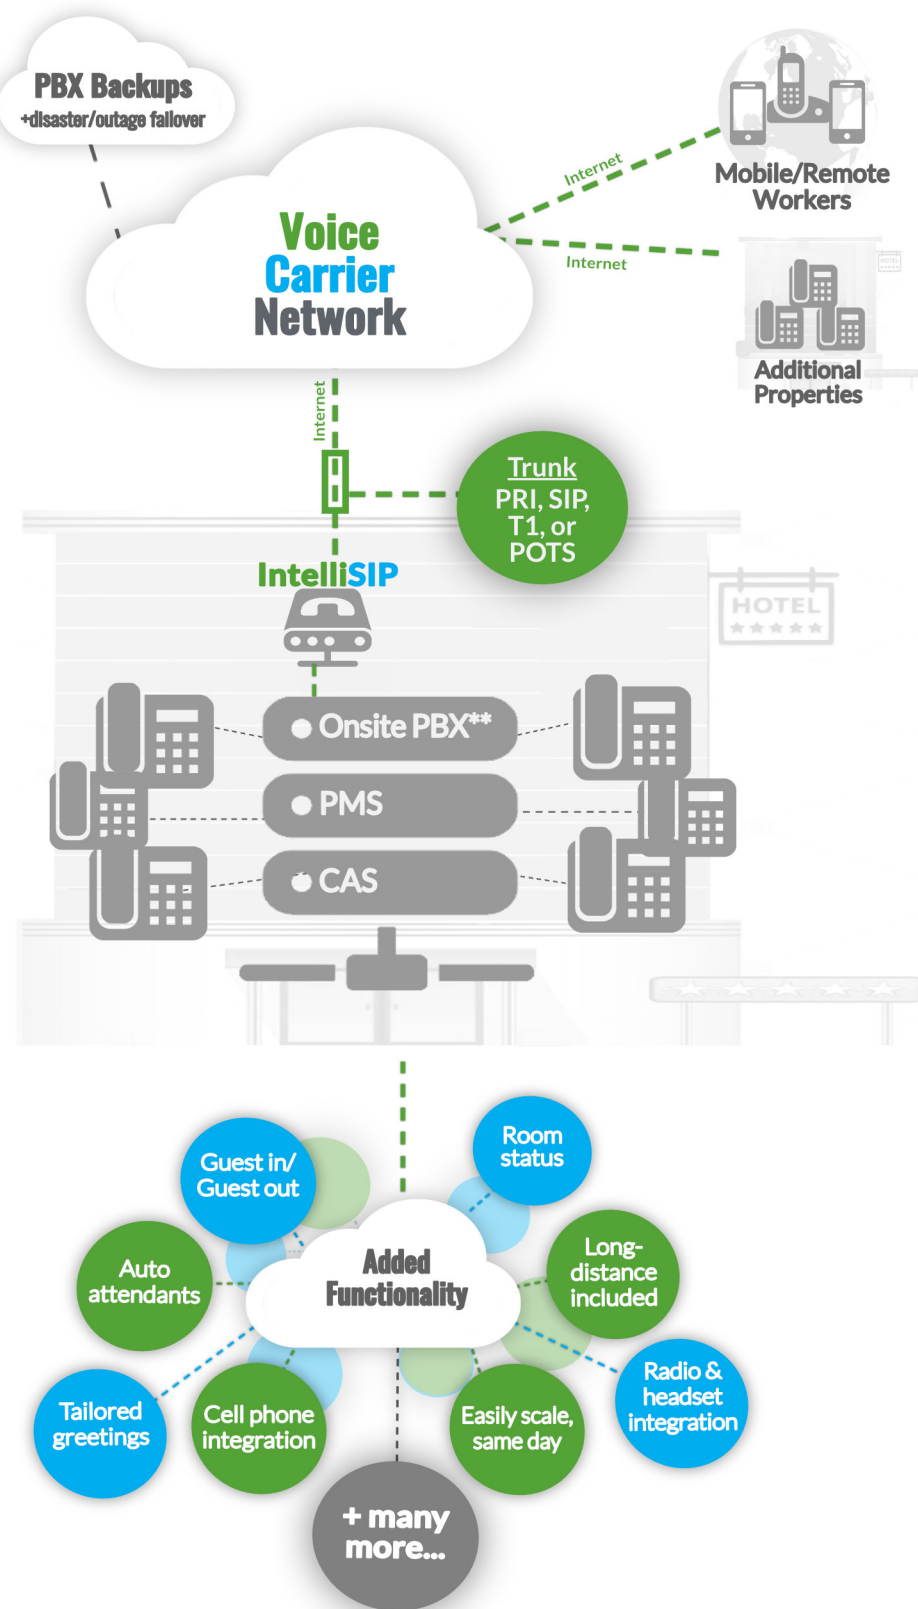 PBX Backups
+disaster/outage failover
Voice
Carrier
Network
Internet
Mobile/Remote
Workers
Internet
HOTEL
Additional
Properties
Internet
Trunk
PRI, SIP,
T1, or
POTS
IntelliSIP
HOTEL
Onsite PBX**
PMS
CAS
Room
status
Guest in/
Guest out
Added
Functionality
Auto
attendants
Long-
distance
included
Tailored
greetings
Cell phone
integration
Easily scale,
same day
Radio &
headset
integration
+ many
more...